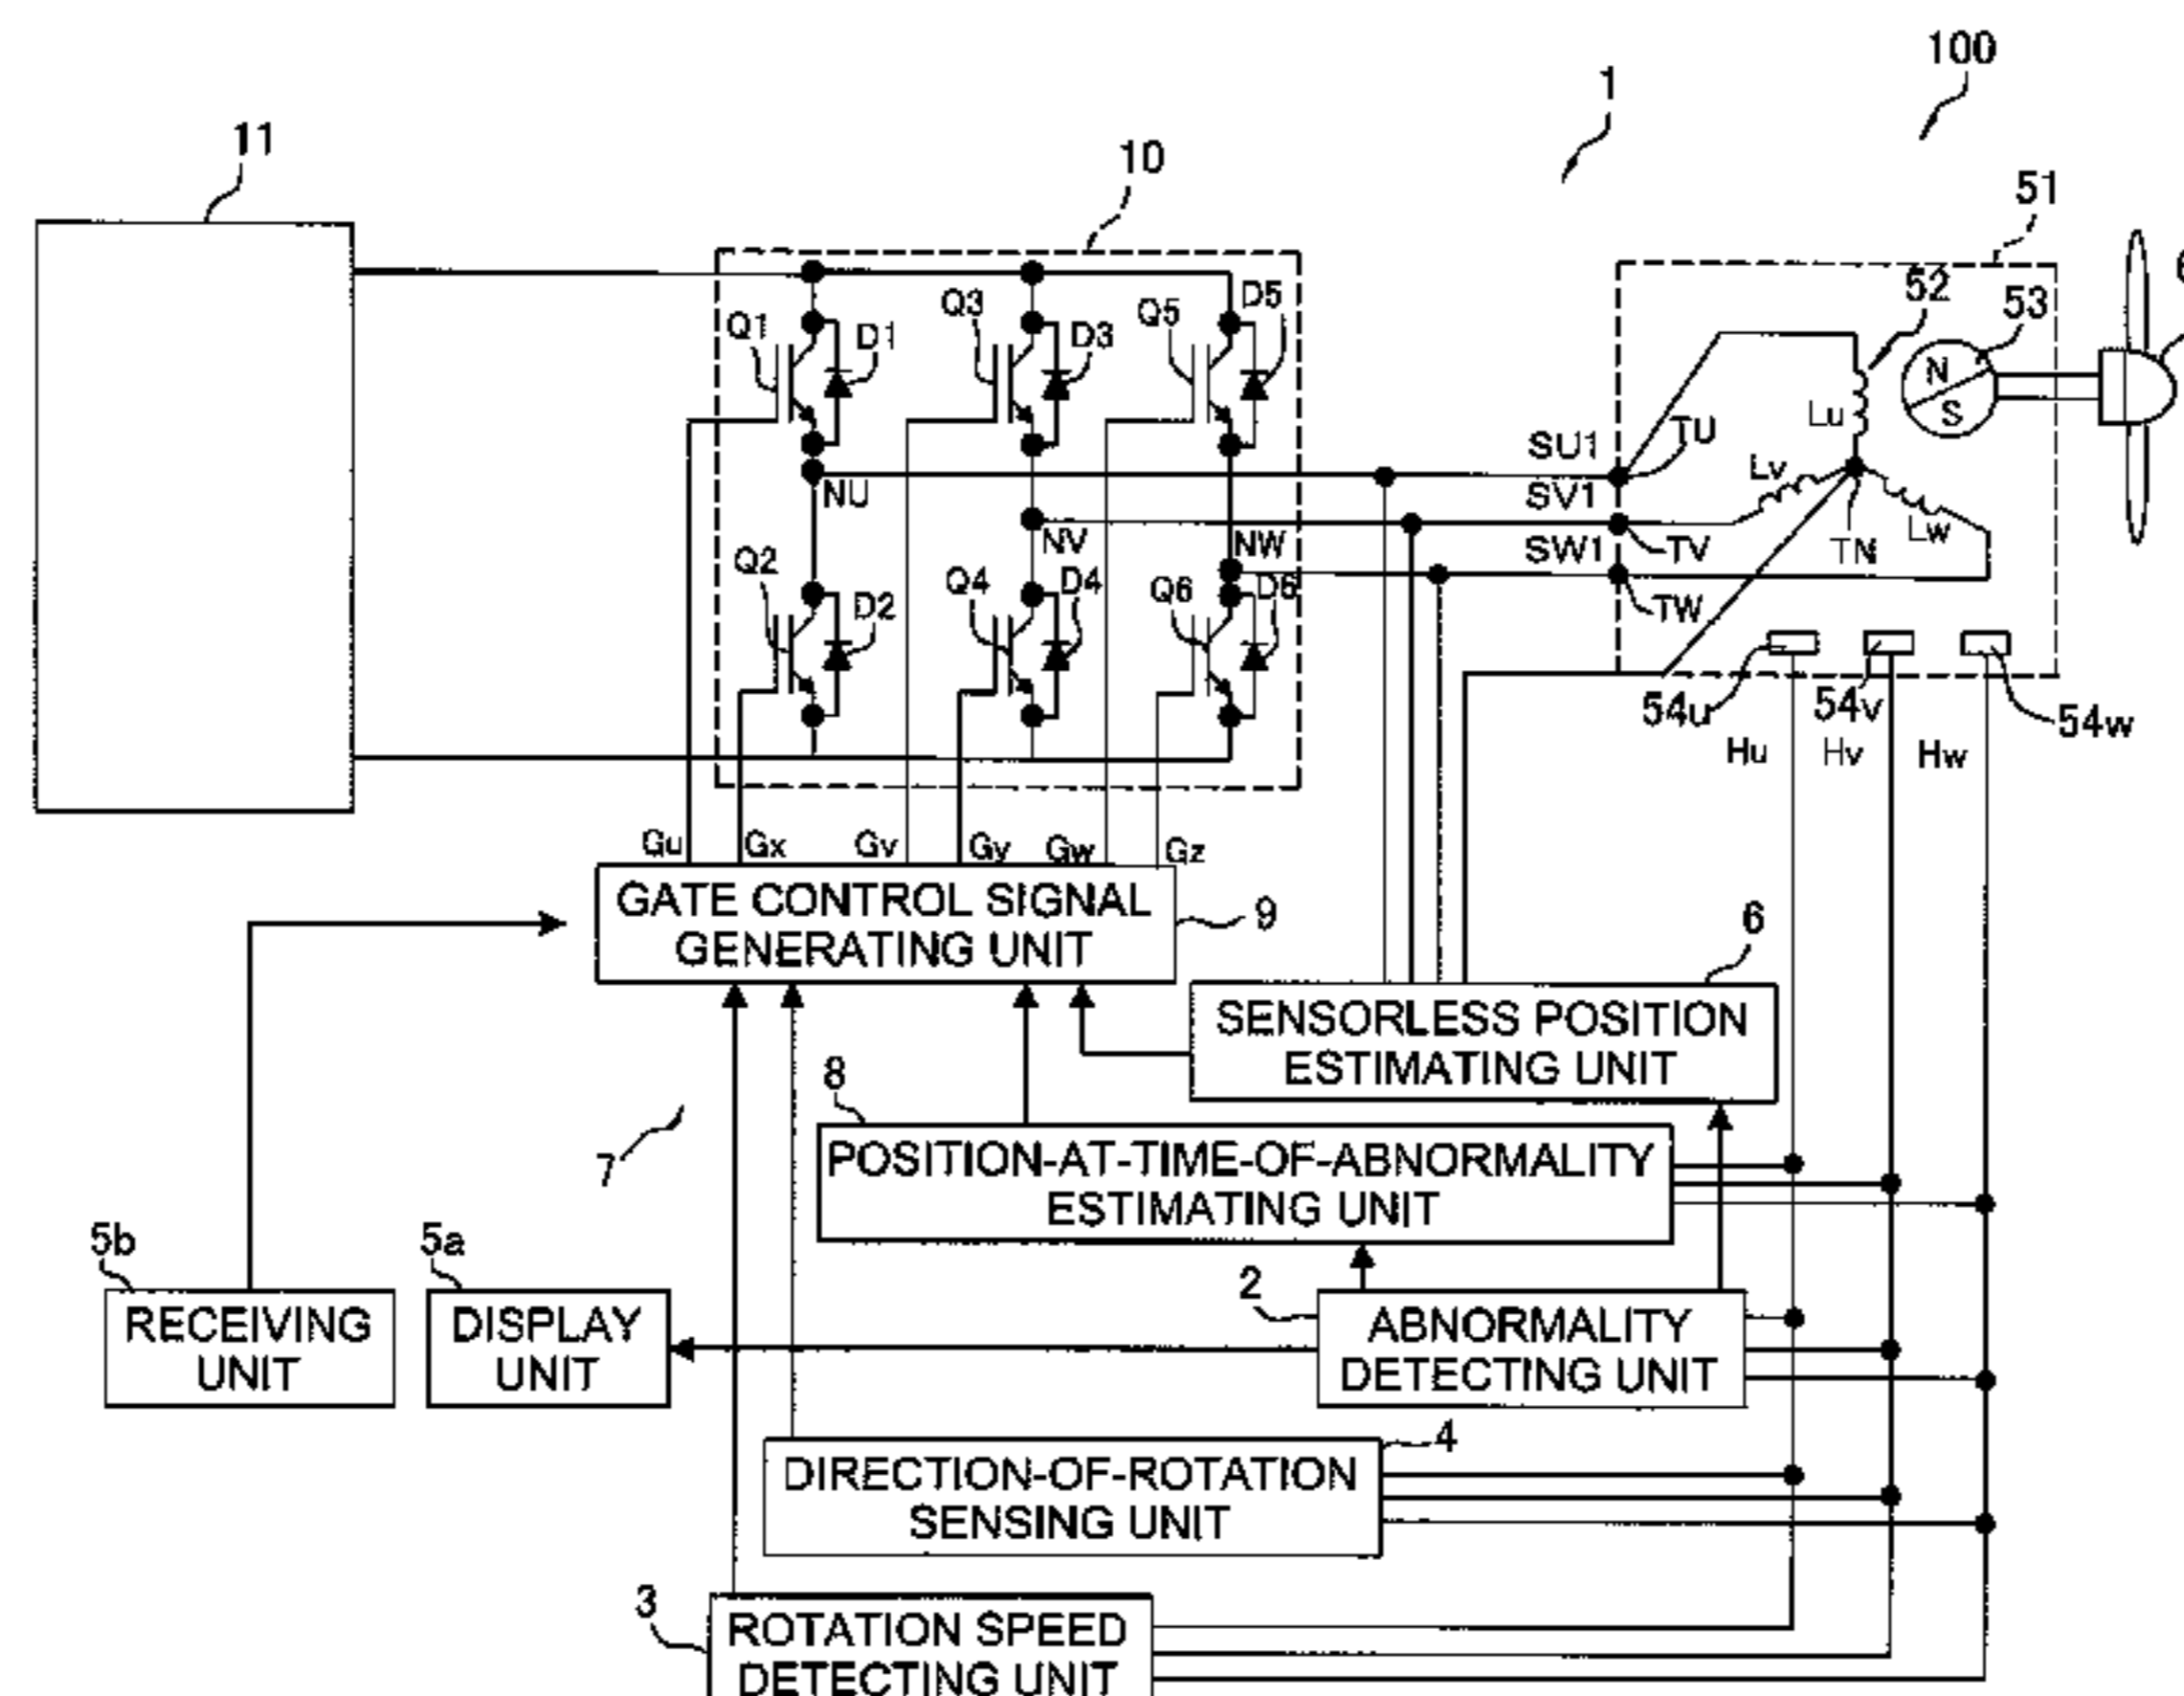 100
1
11
10
51
52
53
Q1
D1
Q3
D3
Q5
D5
N
S
Lu
SU1
TU
Lv
NU
SV1
NV
NW
SW1
TV
TN
Lw
Q2
D2
Q4
D4
Q6
D6
TW
54u
54v
54w
Hu
Hv
Hw
Gu
Gx
Gv
Gy
Gw
Gz
GATE CONTROL SIGNAL
GENERATING UNIT
9
6
SENSORLESS POSITION
ESTIMATING UNIT
8
7
POSITION-AT-TIME-OF-ABNORMALITY
ESTIMATING UNIT
5b
5a
2
RECEIVING
UNIT
DISPLAY
UNIT
ABNORMALITY
DETECTING UNIT
4
DIRECTION-OF-ROTATION
SENSING UNIT
3
ROTATION SPEED
DETECTING UNIT